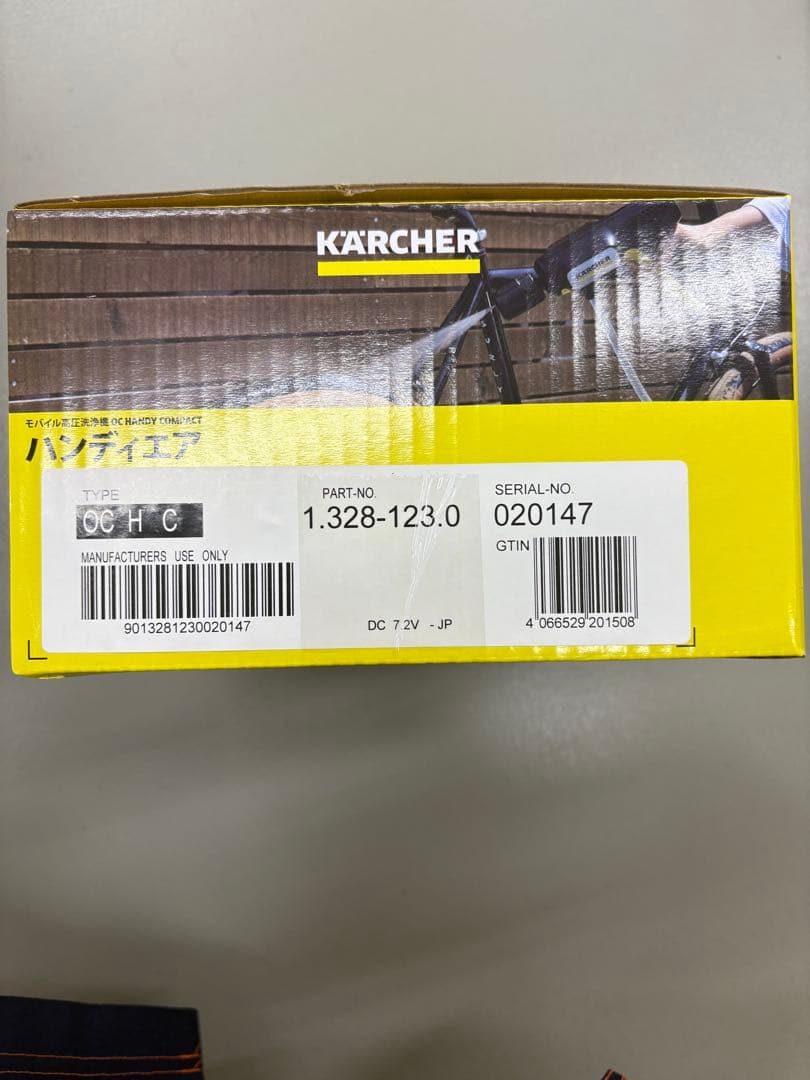 KÄRCHER
KÄRCHER
モバイル高圧洗浄機 OC HANDY COMPACT
ハンディエア
TYPE PART-NO. SERIAL-NO.
OC H C 1.328-123.0 020147
MANUFACTURERS USE ONLY GTIN
9013281230020147 DC 7.2V - JP 4 066529 201508